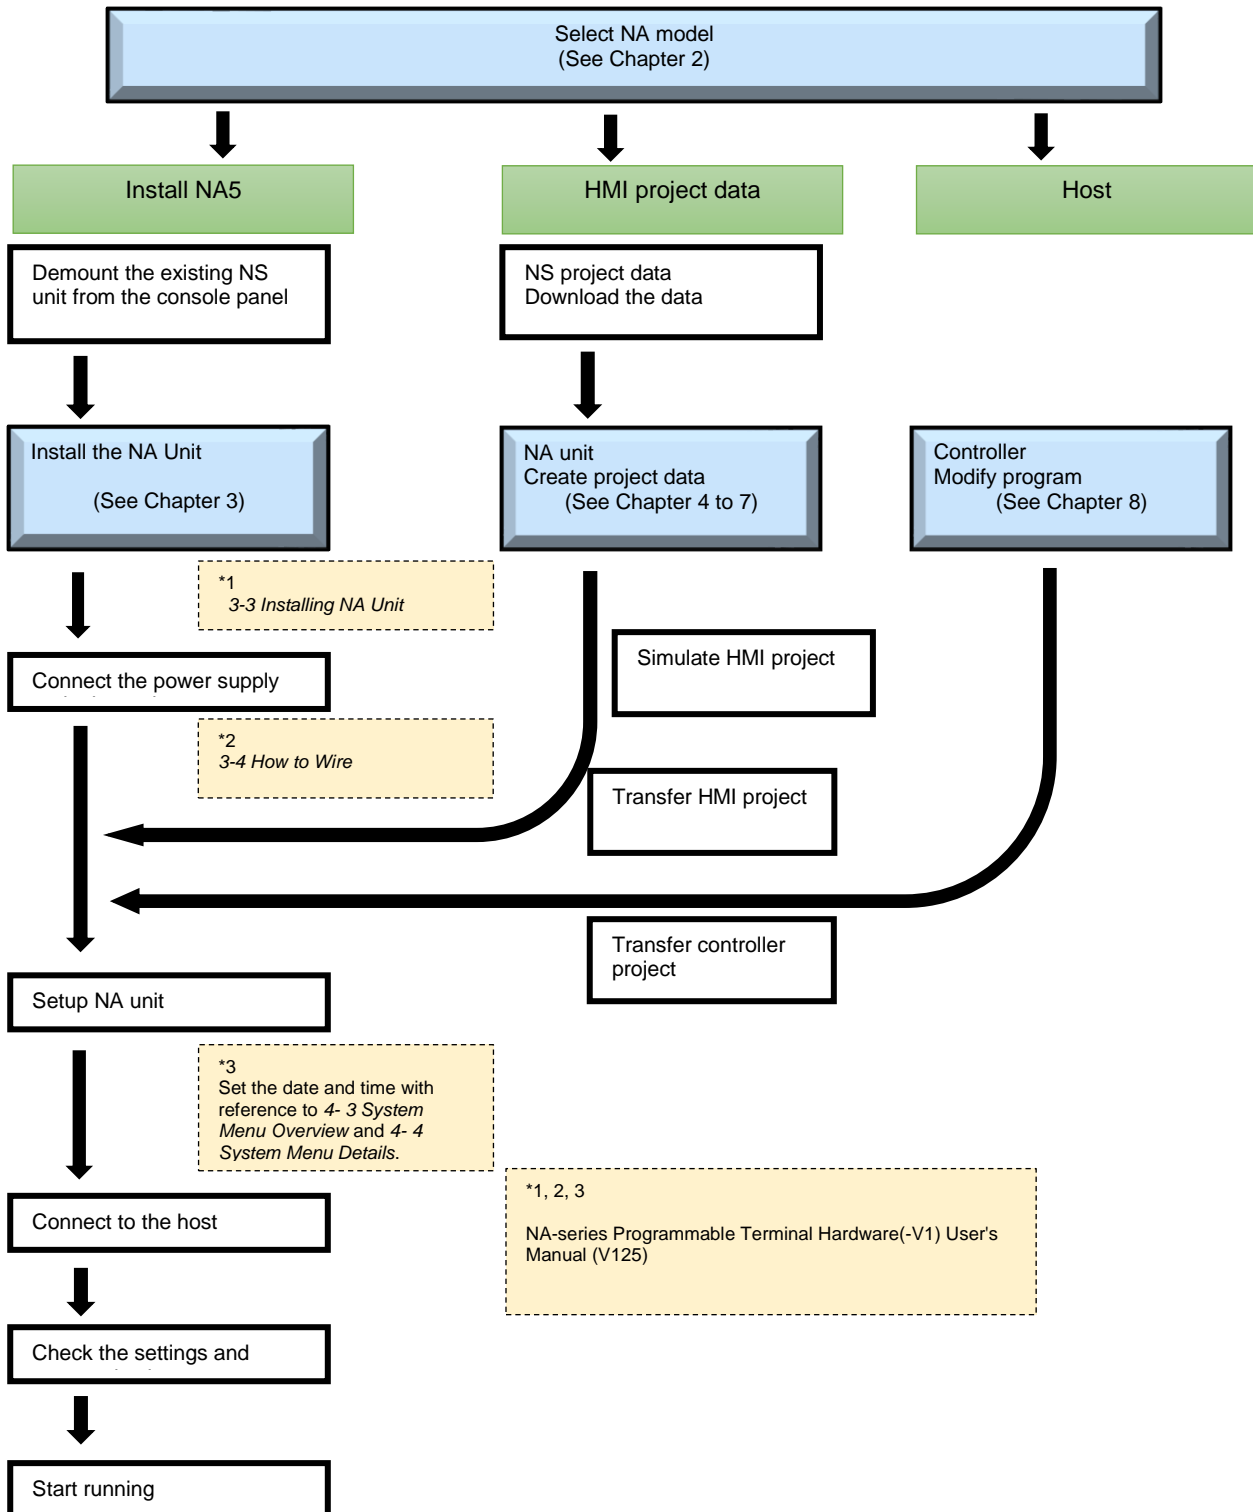 Select NA model
(See Chapter 2)
Install NA5
HMI project data
Host
Demount the existing NS
unit from the console panel
NS project data
Download the data
Install the NA Unit
(See Chapter 3)
NA unit
Create project data
(See Chapter 4 to 7)
Controller
Modify program
(See Chapter 8)
*1
3-3 Installing NA Unit
Connect the power supply
Simulate HMI project
*2
3-4 How to Wire
Transfer HMI project
Transfer controller
project
Setup NA unit
*3
Set the date and time with
reference to 4- 3 System
Menu Overview and 4- 4
System Menu Details.
*1, 2, 3
NA-series Programmable Terminal Hardware(-V1) User's
Manual (V125)
Connect to the host
Check the settings and
Start running